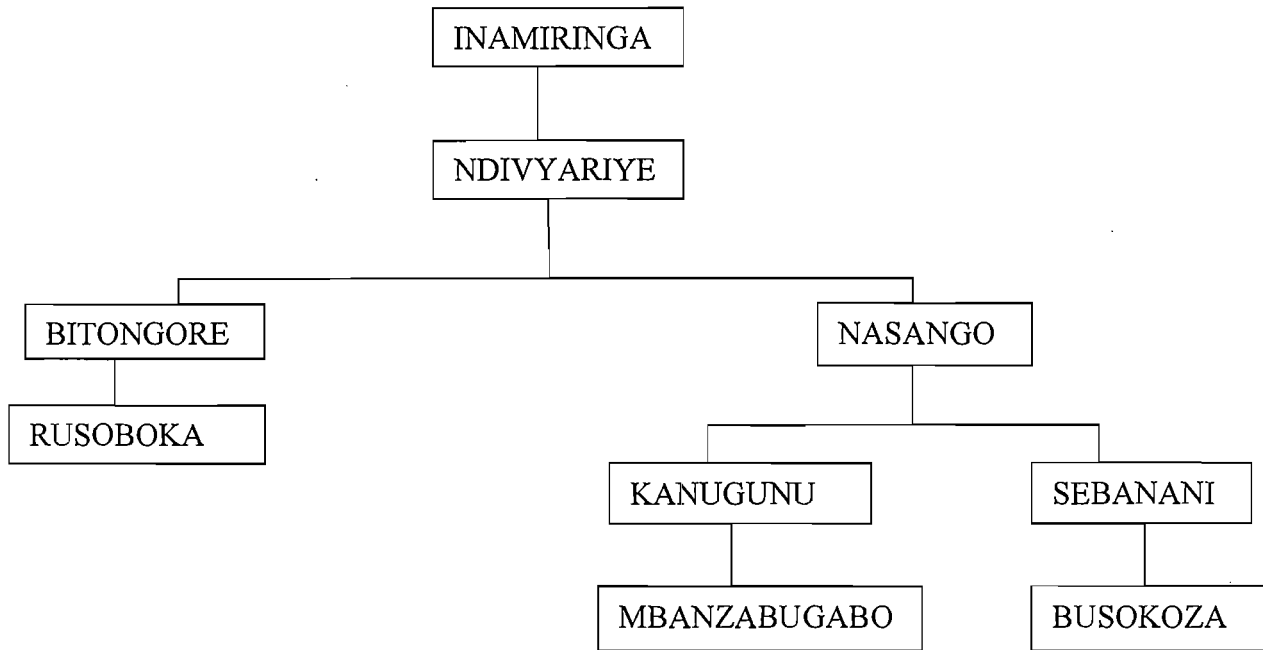 INAMIRINGA
NDIVYARIYE
BITONGORE
NASANGO
RUSOBOKA
KANUGUNU
SEBANANI
MBANZABUGABO
BUSOKOZA